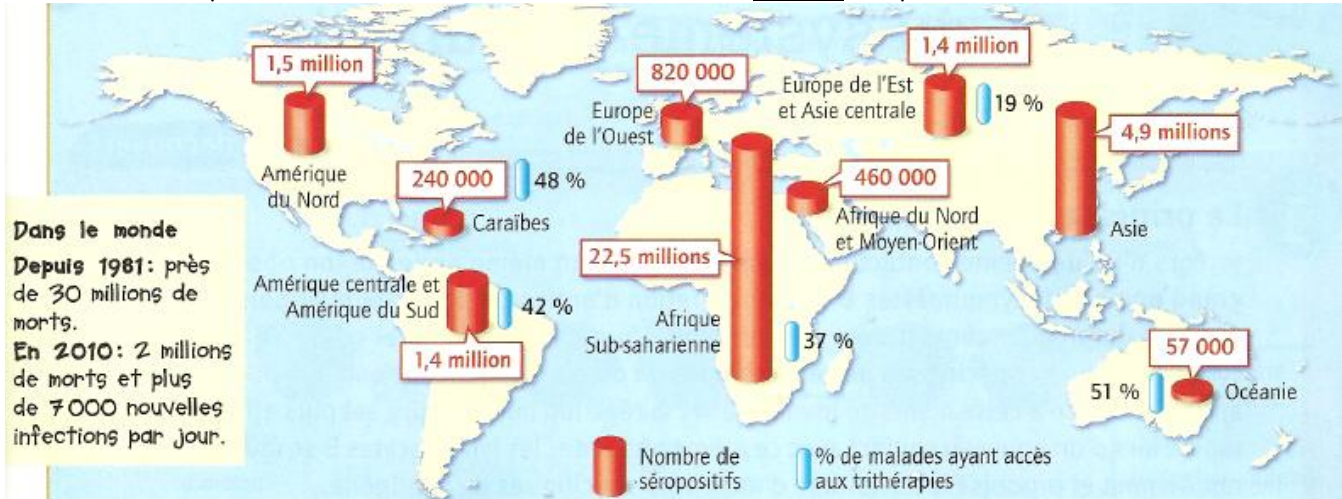 1,5 million
Amérique
du Nord
240 000
48 %
Caraïbes
Amérique centrale et
Amérique du Sud
42 %
1,4 million
820 000
Europe
de l'Ouest
1,4 million
Europe de l'Est
et Asie centrale
19 %
4,9 millions
Asie
460 000
Afrique du Nord
et Moyen-Orient
22,5 millions
Afrique
Sub-saharienne
37 %
57 000
51 %
Océanie
Dans le monde
Depuis 1981 : près
de 30 millions de
morts.
En 2010 : 2 millions
de morts et plus
de 7 000 nouvelles
infections par jour.
Nombre de
séropositifs
% de malades ayant accès
aux trithérapies